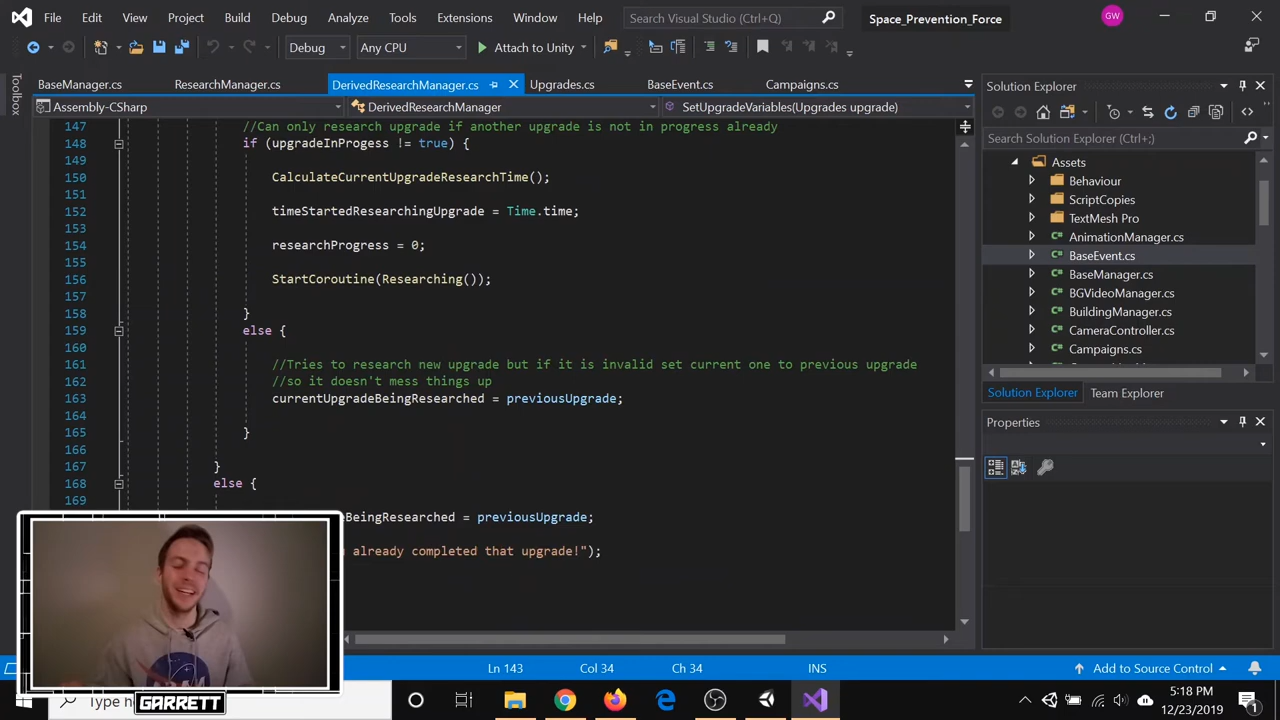 File Edit View Project Build Debug Analyze Tools Extensions Window Help Search Visual Studio (Ctrl+Q) Space_Prevention_Force GW
Debug Any CPU Attach to Unity
Toolbox
BaseManager.cs ResearchManager.cs DerivedResearchManager.cs Upgrades.cs BaseEvent.cs Campaigns.cs
Assembly-CSharp DerivedResearchManager SetUpgradeVariables(Upgrades upgrade)
147 //Can only research upgrade if another upgrade is not in progress already
148 if (upgradeInProgess != true) {
149
150 CalculateCurrentUpgradeResearchTime();
151
152 timeStartedResearchingUpgrade = Time.time;
153
154 researchProgress = 0;
155
156 StartCoroutine(Researching());
157
158 }
159 else {
160
161 //Tries to research new upgrade but if it is invalid set current one to previous upgrade
162 //so it doesn't mess things up
163 currentUpgradeBeingResearched = previousUpgrade;
164
165 }
166
167 }
168 else {
169
BeingResearched = previousUpgrade;
already completed that upgrade!");
Solution Explorer
Search Solution Explorer (Ctrl+;)
Assets
Behaviour
ScriptCopies
TextMesh Pro
C# AnimationManager.cs
C# BaseEvent.cs
C# BaseManager.cs
C# BGVideoManager.cs
C# BuildingManager.cs
C# CameraController.cs
C# Campaigns.cs
Solution Explorer Team Explorer
Properties
Ln 143 Col 34 Ch 34 INS Add to Source Control
GARRETT
Type he
5:18 PM
12/23/2019
1